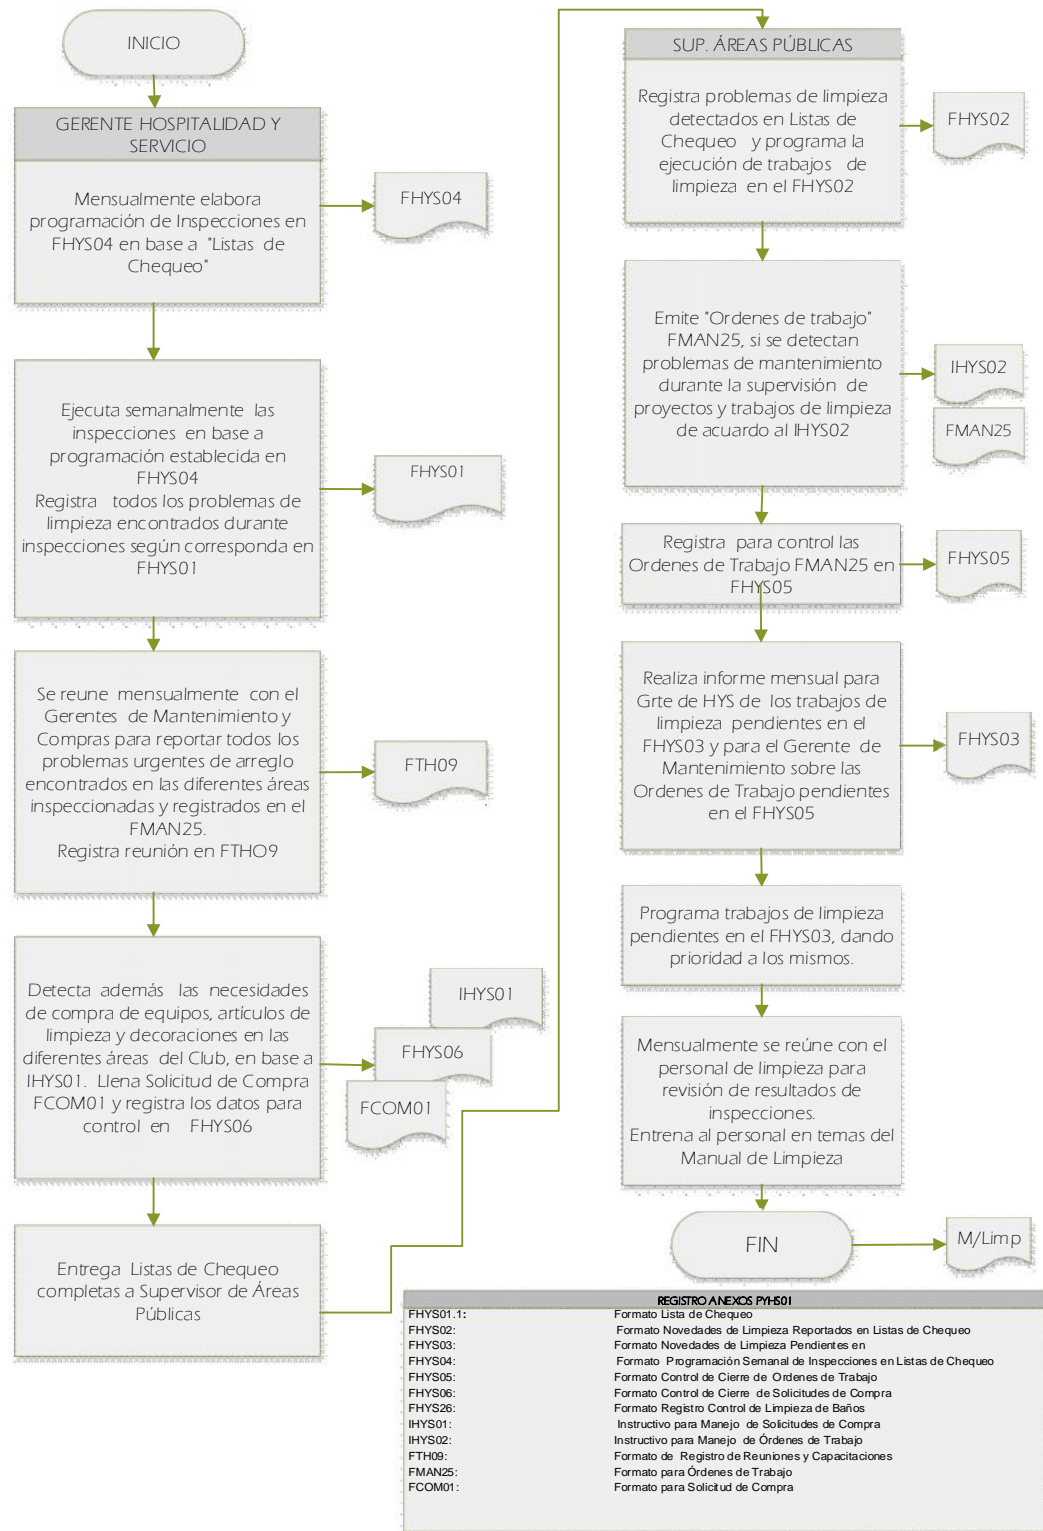 INICIO
GERENTE HOSPITALIDAD Y
SERVICIO
Mensualmente elabora
programación de Inspecciones en
FHYS04 en base a "Listas de
Chequeo"
FHYS04
Ejecuta semanalmente las
inspecciones en base a
programación establecida en
FHYS04
Registra todos los problemas de
limpieza encontrados durante
inspecciones según corresponda en
FHYS01
FHYS01
Se reune mensualmente con el
Gerentes de Mantenimiento y
Compras para reportar todos los
problemas urgentes de arreglo
encontrados en las diferentes áreas
inspeccionadas y registrados en el
FMAN25.
Registra reunión en FTHO9
FTH09
Detecta además las necesidades
de compra de equipos, artículos de
limpieza y decoraciones en las
diferentes áreas del Club, en base a
IHYS01. Llena Solicitud de Compra
FCOM01 y registra los datos para
control en FHYS06
IHYS01
FHYS06
FCOM01
Entrega Listas de Chequeo
completas a Supervisor de Áreas
Públicas
SUP. ÁREAS PÚBLICAS
Registra problemas de limpieza
detectados en Listas de
Chequeo y programa la
ejecución de trabajos de
limpieza en el FHYS02
FHYS02
Emite "Ordenes de trabajo"
FMAN25, si se detectan
problemas de mantenimiento
durante la supervisión de
proyectos y trabajos de limpieza
de acuerdo al IHYS02
IHYS02
FMAN25
Registra para control las
Ordenes de Trabajo FMAN25 en
FHYS05
FHYS05
Realiza informe mensual para
Grte de HYS de los trabajos de
limpieza pendientes en el
FHYS03 y para el Gerente de
Mantenimiento sobre las
Ordenes de Trabajo pendientes
en el FHYS05
FHYS03
Programa trabajos de limpieza
pendientes en el FHYS03, dando
prioridad a los mismos.
Mensualmente se reúne con el
personal de limpieza para
revisión de resultados de
inspecciones.
Entrena al personal en temas del
Manual de Limpieza
FIN
M/Limp
REGISTRO ANEXOS PYHS01
FHYS01.1: Formato Lista de Chequeo
FHYS02: Formato Novedades de Limpieza Reportados en Listas de Chequeo
FHYS03: Formato Novedades de Limpieza Pendientes en
FHYS04: Formato Programación Semanal de Inspecciones en Listas de Chequeo
FHYS05: Formato Control de Cierre de Ordenes de Trabajo
FHYS06: Formato Control de Cierre de Solicitudes de Compra
FHYS26: Formato Registro Control de Limpieza de Baños
IHYS01: Instructivo para Manejo de Solicitudes de Compra
IHYS02: Instructivo para Manejo de Órdenes de Trabajo
FTH09: Formato de Registro de Reuniones y Capacitaciones
FMAN25: Formato para Órdenes de Trabajo
FCOM01: Formato para Solicitud de Compra